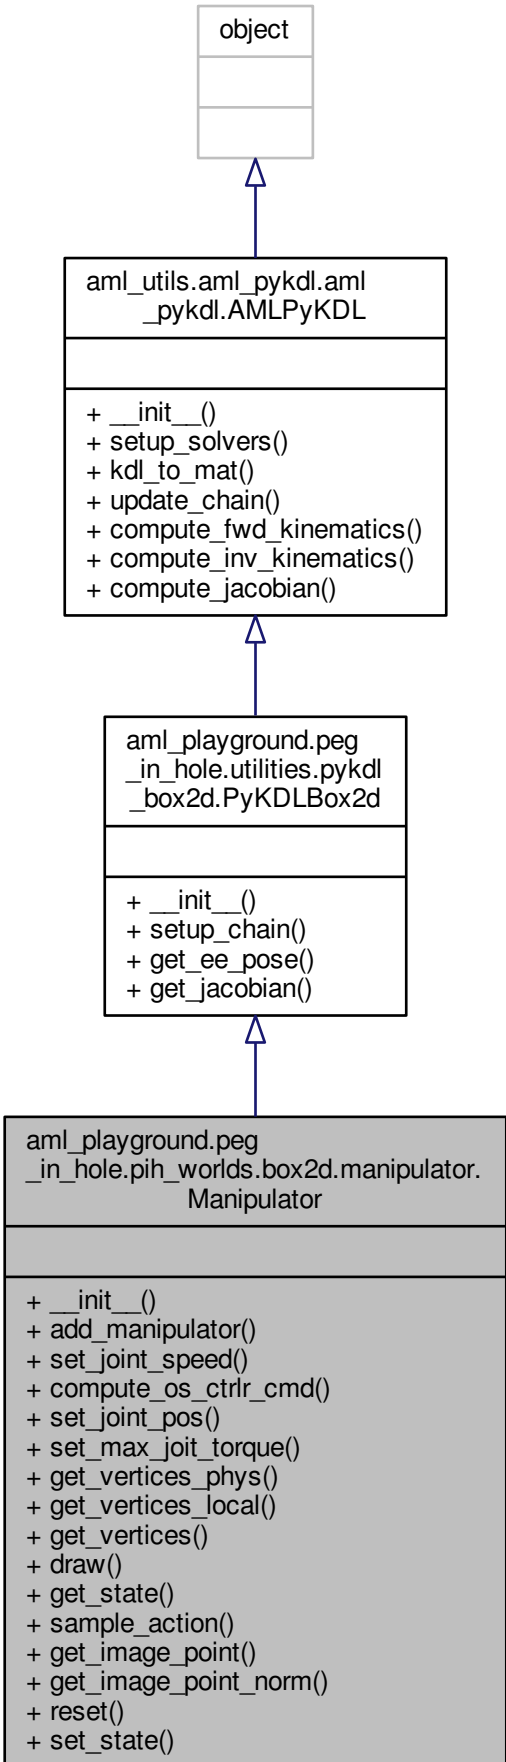 object
aml_utils.aml_pykdl.aml
_pykdl.AMLPyKDL
+ __init__()
+ setup_solvers()
+ kdl_to_mat()
+ update_chain()
+ compute_fwd_kinematics()
+ compute_inv_kinematics()
+ compute_jacobian()
aml_playground.peg
_in_hole.utilities.pykdl
_box2d.PyKDLBox2d
+ __init__()
+ setup_chain()
+ get_ee_pose()
+ get_jacobian()
aml_playground.peg
_in_hole.pih_worlds.box2d.manipulator.
Manipulator
+ __init__()
+ add_manipulator()
+ set_joint_speed()
+ compute_os_ctrlr_cmd()
+ set_joint_pos()
+ set_max_joit_torque()
+ get_vertices_phys()
+ get_vertices_local()
+ get_vertices()
+ draw()
+ get_state()
+ sample_action()
+ get_image_point()
+ get_image_point_norm()
+ reset()
+ set_state()